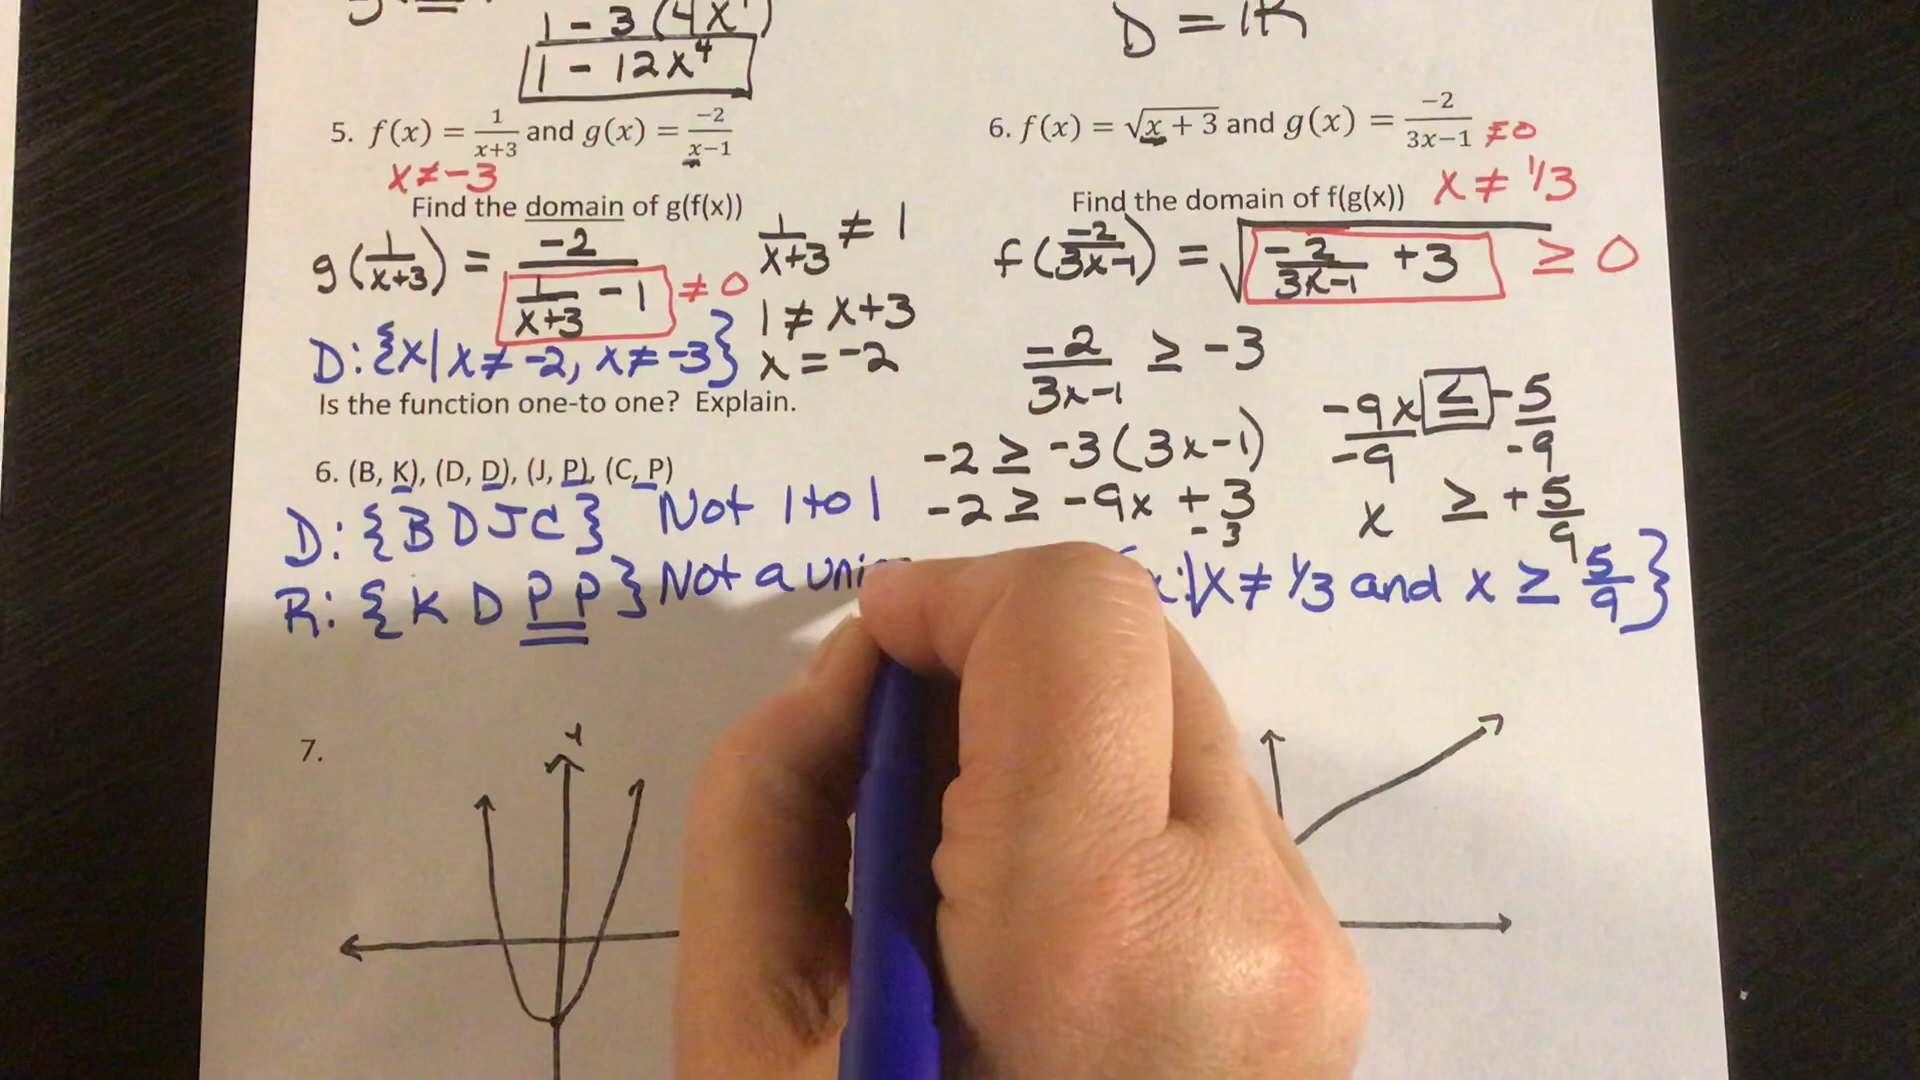 1 - 3 (4x
1 - 12x⁴
D = ℝ
5. f(x) = 1/(x+3) and g(x) = -2/(x-1)
x ≠ -3
Find the domain of g(f(x))
g(1/(x+3)) = -2/(1/(x+3) - 1) ≠ 0
1/(x+3) ≠ 1
1 ≠ x+3
x = -2
D: {x| x ≠ -2, x ≠ -3}
6. f(x) = √(x + 3) and g(x) = -2/(3x-1) ≠0
x ≠ 1/3
Find the domain of f(g(x))
f(-2/(3x-1)) = √(-2/(3x-1) + 3) ≥ 0
-2/(3x-1) ≥ -3
-2 ≥ -3(3x-1)
-2 ≥ -9x + 3
-3
-9x/-9 ≤ -5/-9
x ≥ +5/9
x:|x ≠ 1/3 and x ≥ 5/9}
Is the function one-to one? Explain.
6. (B, K), (D, D), (J, P), (C, P)
D: {B D J C} Not 1 to 1
R: {K D P P} Not a
7.